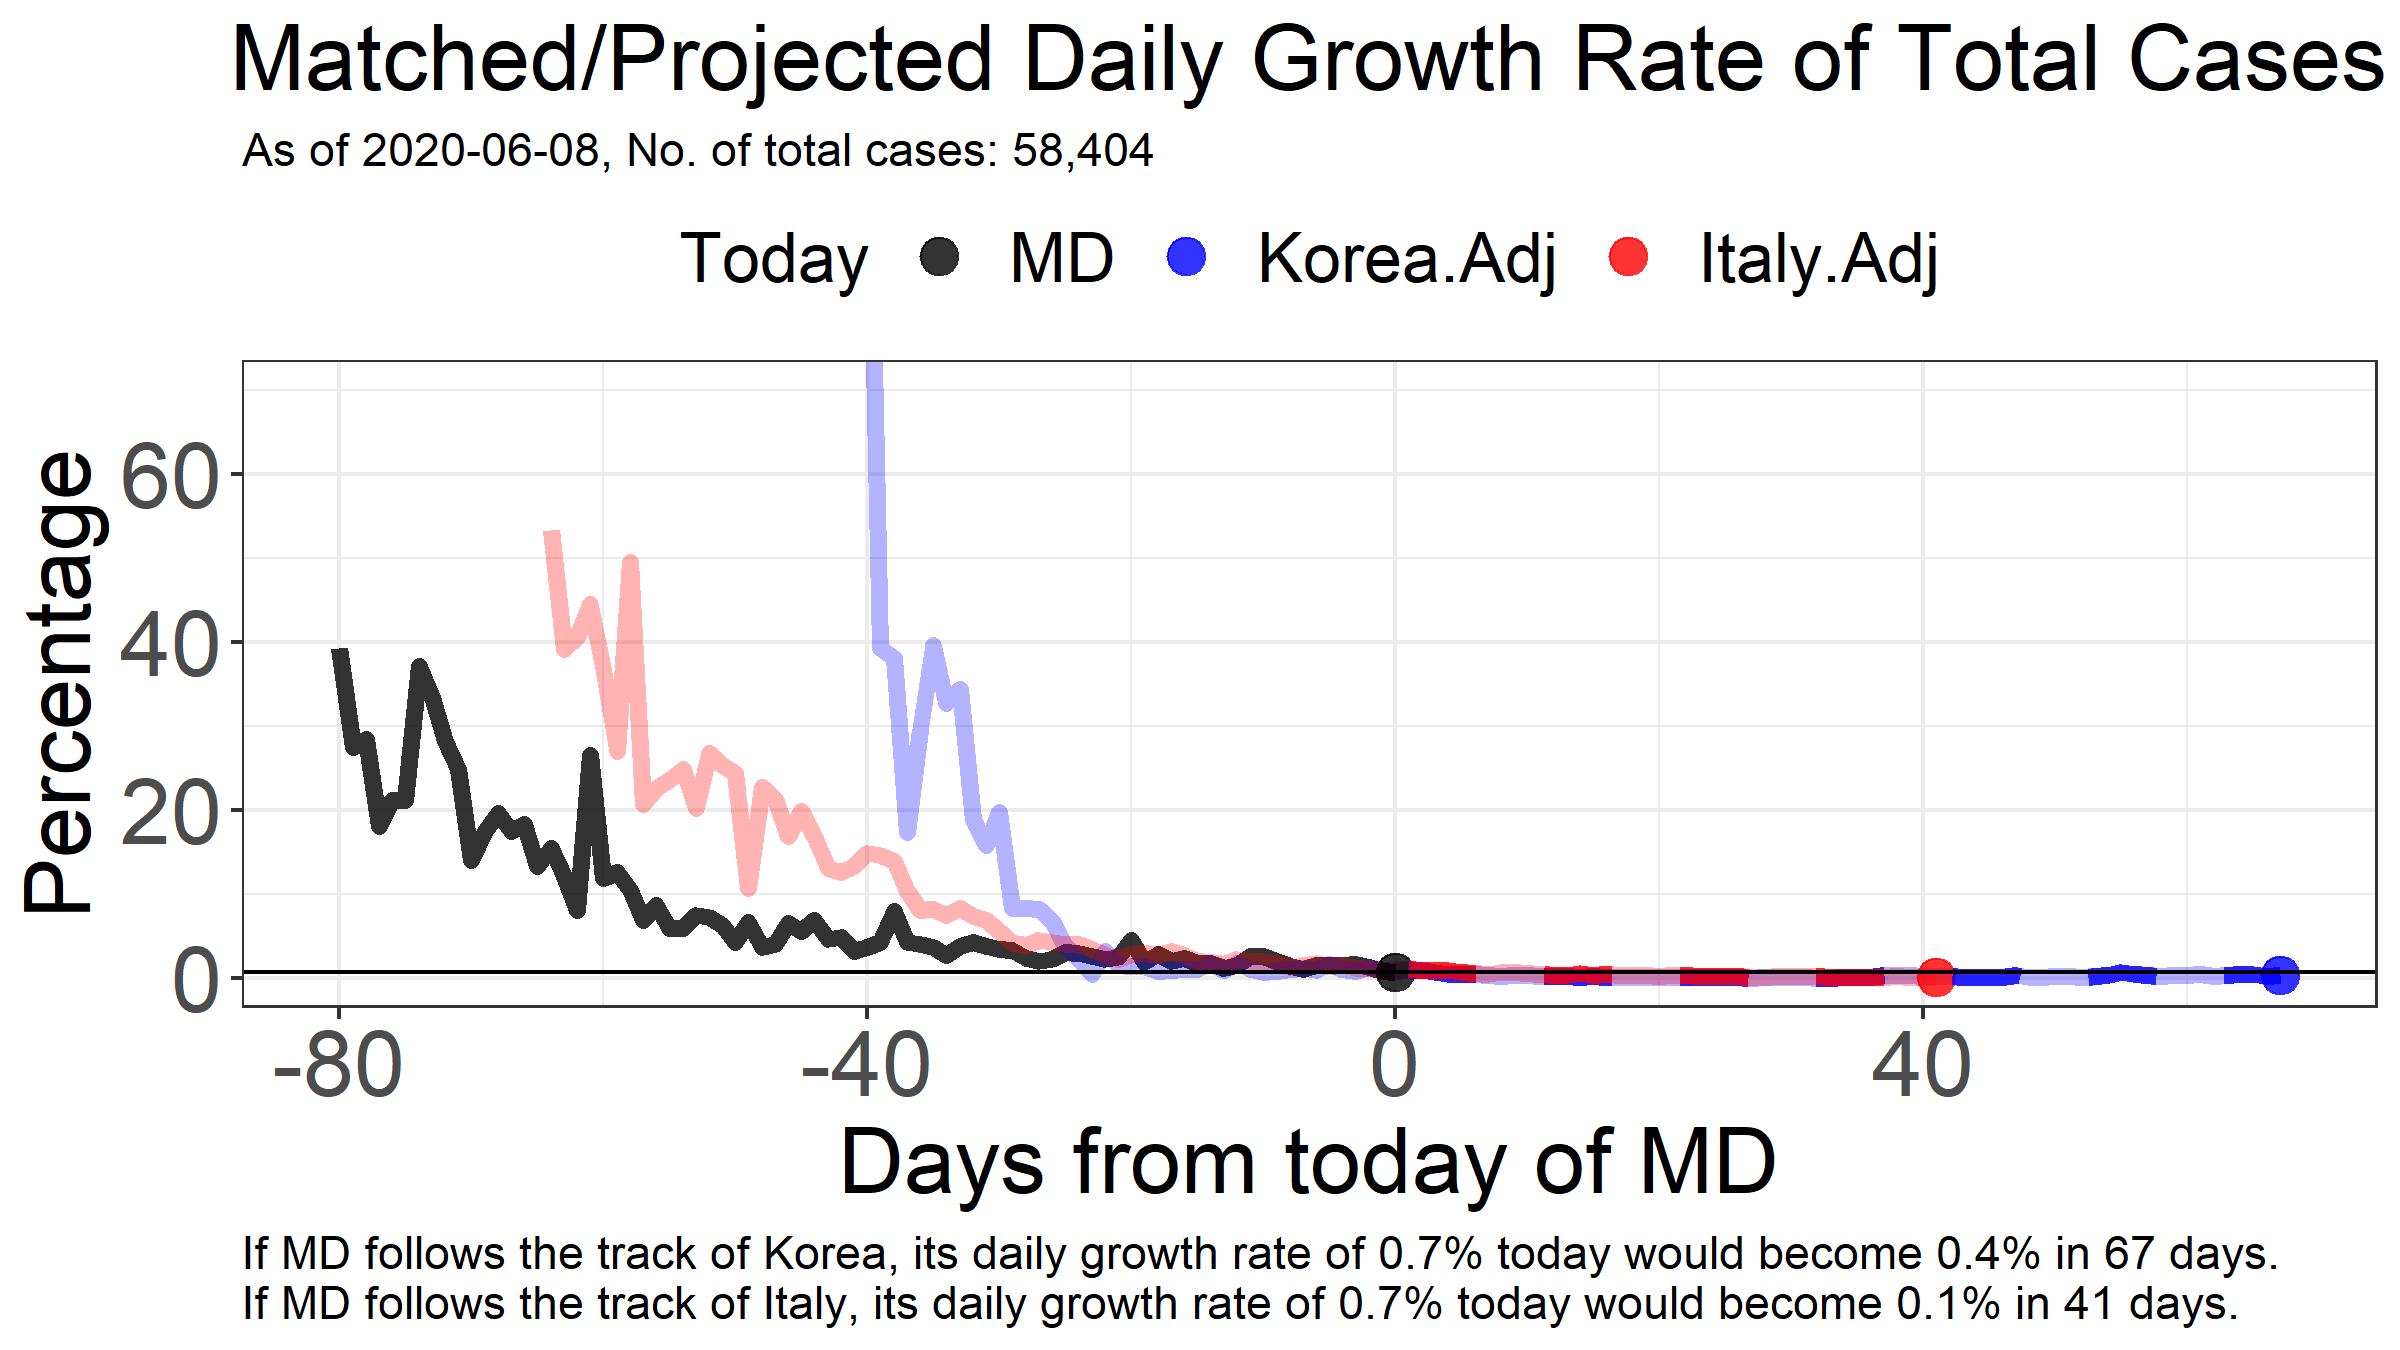 Matched/Projected Daily Growth Rate of Total Cases
As of 2020-06-08, No. of total cases: 58,404
Today MD Korea.Adj Italy.Adj
Percentage
60
40
20
0
-80 -40 0 40
Days from today of MD
If MD follows the track of Korea, its daily growth rate of 0.7% today would become 0.4% in 67 days.
If MD follows the track of Italy, its daily growth rate of 0.7% today would become 0.1% in 41 days.